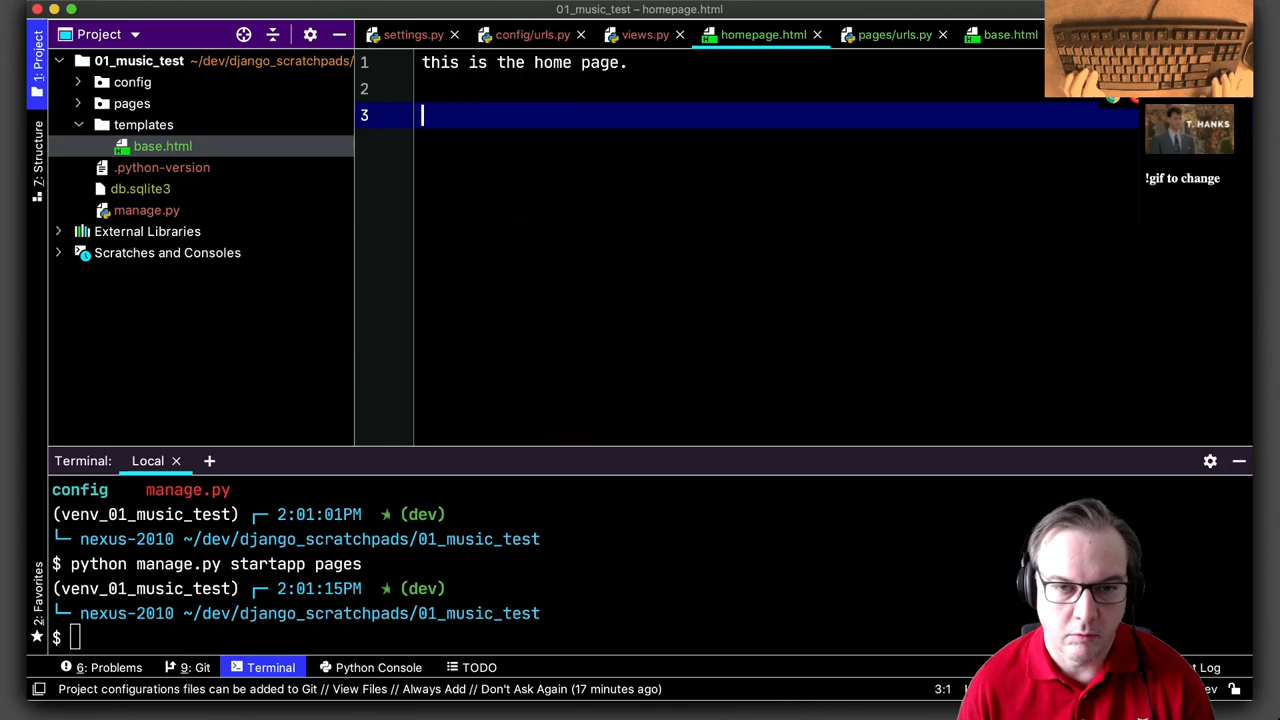 01_music_test – homepage.html
1: Project
Project
settings.py
config/urls.py
views.py
homepage.html
pages/urls.py
base.html
01_music_test ~/dev/django_scratchpads/
config
pages
templates
base.html
.python-version
db.sqlite3
manage.py
External Libraries
Scratches and Consoles
7: Structure
2: Favorites
1 this is the home page.
2
3
T. HANKS
!gif to change
Terminal: Local
config manage.py
(venv_01_music_test) 2:01:01PM (dev)
nexus-2010 ~/dev/django_scratchpads/01_music_test
$ python manage.py startapp pages
(venv_01_music_test) 2:01:15PM (dev)
nexus-2010 ~/dev/django_scratchpads/01_music_test
$
6: Problems
9: Git
Terminal
Python Console
TODO
t Log
Project configurations files can be added to Git // View Files // Always Add // Don't Ask Again (17 minutes ago)
3:1